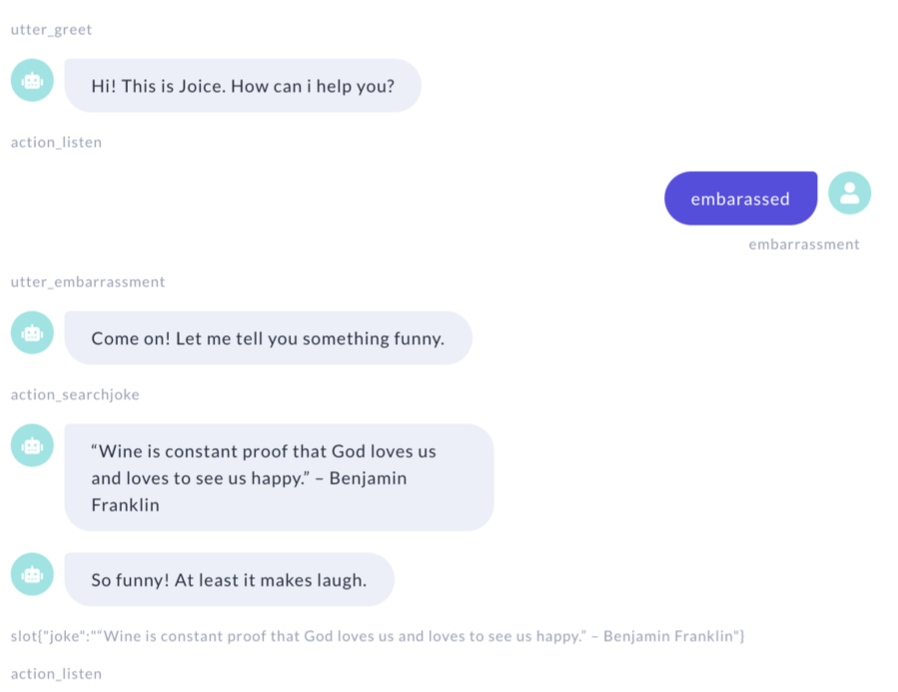 utter_greet
Hi! This is Joice. How can i help you?
action_listen
embarassed
embarrassment
utter_embarrassment
Come on! Let me tell you something funny.
action_searchjoke
“Wine is constant proof that God loves us
and loves to see us happy.” – Benjamin
Franklin
So funny! At least it makes laugh.
slot{"joke":"“Wine is constant proof that God loves us and loves to see us happy.” – Benjamin Franklin"}
action_listen